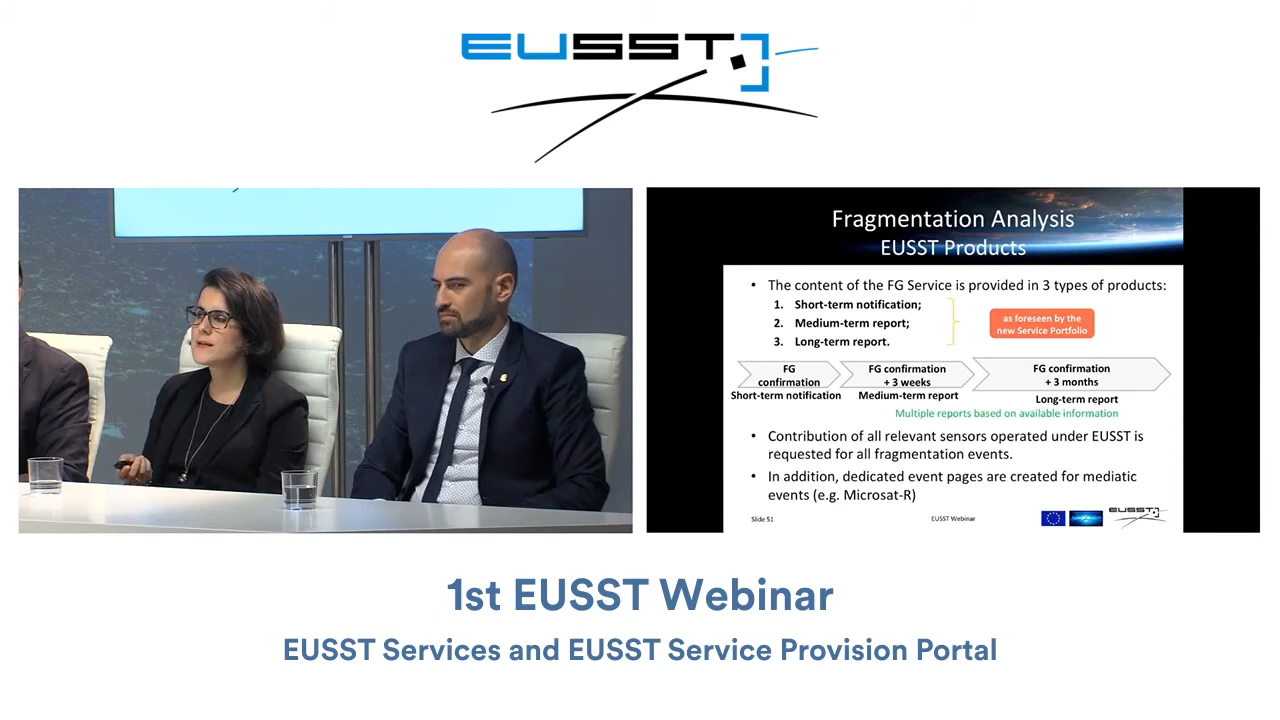 EUSST
Fragmentation Analysis
EUSST Products
• The content of the FG Service is provided in 3 types of products:
1. Short-term notification;
2. Medium-term report;
3. Long-term report.
as foreseen by the
new Service Portfolio
FG
confirmation
FG confirmation
+ 3 weeks
FG confirmation
+ 3 months
Short-term notification
Medium-term report
Long-term report
Multiple reports based on available information
• Contribution of all relevant sensors operated under EUSST is
requested for all fragmentation events.
• In addition, dedicated event pages are created for mediatic
events (e.g. Microsat-R)
Slide 51
EUSST Webinar
EUSST
1st EUSST Webinar
EUSST Services and EUSST Service Provision Portal